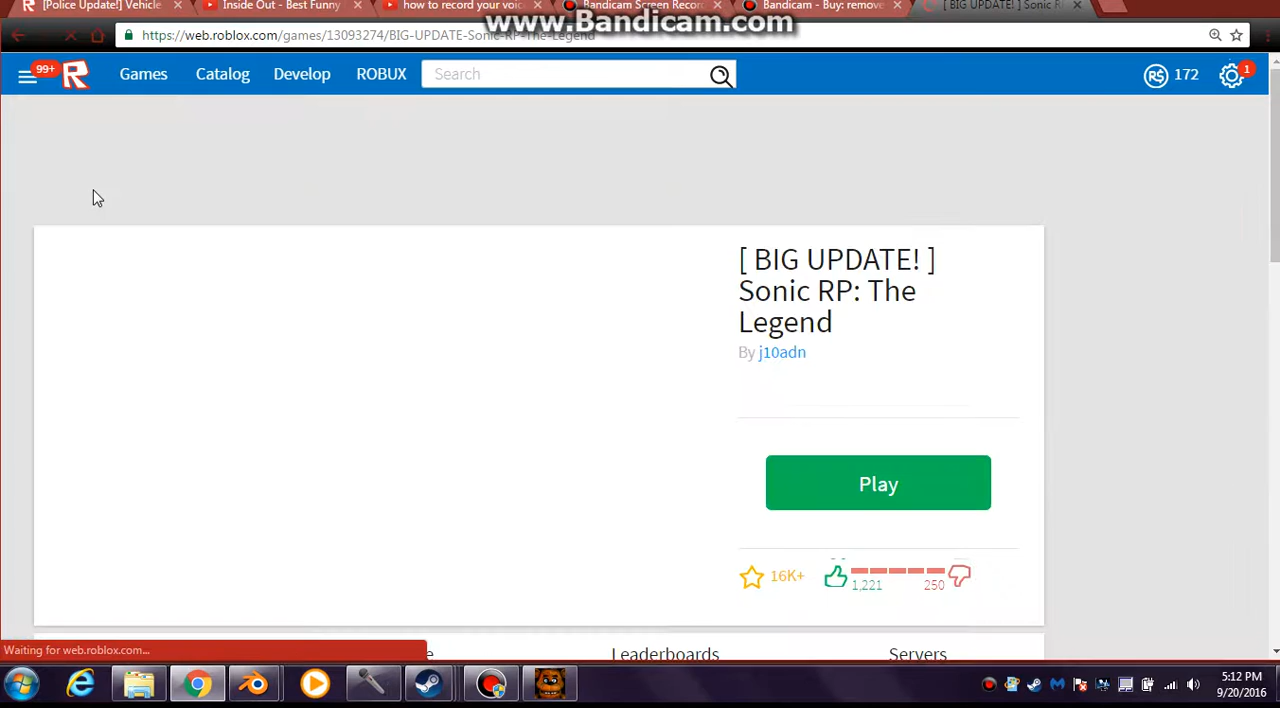 [Police Update!] Vehicle
Inside Out - Best Funny
how to record your voi
Bandicam Screen Recor
Bandicam - Buy: remove
[ BIG UPDATE! ] Sonic R
www.Bandicam.com
https://web.roblox.com/games/13093274/BIG-UPDATE-Sonic-RP-The-Legend
99+
Games
Catalog
Develop
ROBUX
Search
R$ 172
1
[ BIG UPDATE! ]
Sonic RP: The
Legend
By j10adn
Play
16K+
1,221
250
Waiting for web.roblox.com...
e
Leaderboards
Servers
5:12 PM
9/20/2016